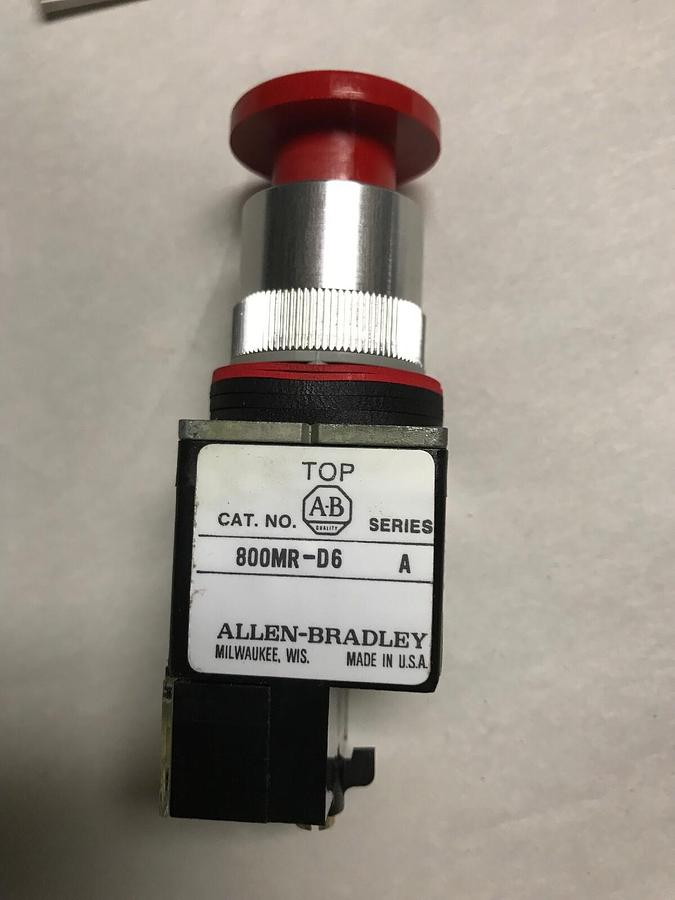 TOP
A-B
QUALITY
CAT. NO. SERIES
800MR-D6 A
ALLEN-BRADLEY
MILWAUKEE, WIS. MADE IN U.S.A.